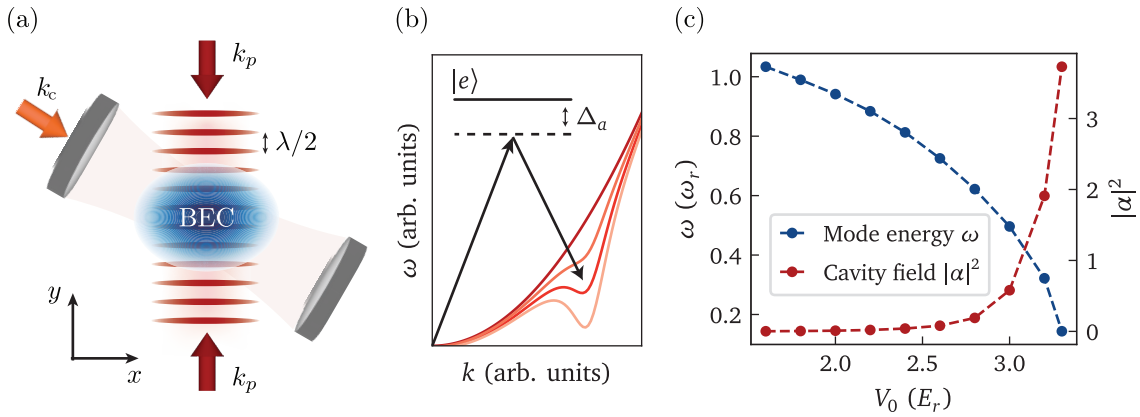 (a)
k_p
k_c
λ/2
BEC
y
x
k_p
(b)
|e⟩
Δ_a
ω (arb. units)
k (arb. units)
(c)
1.0
0.8
0.6
0.4
0.2
ω (ω_r)
Mode energy ω
Cavity field |α|²
2.0
2.5
3.0
V_0 (E_r)
3
2
1
0
|α|²